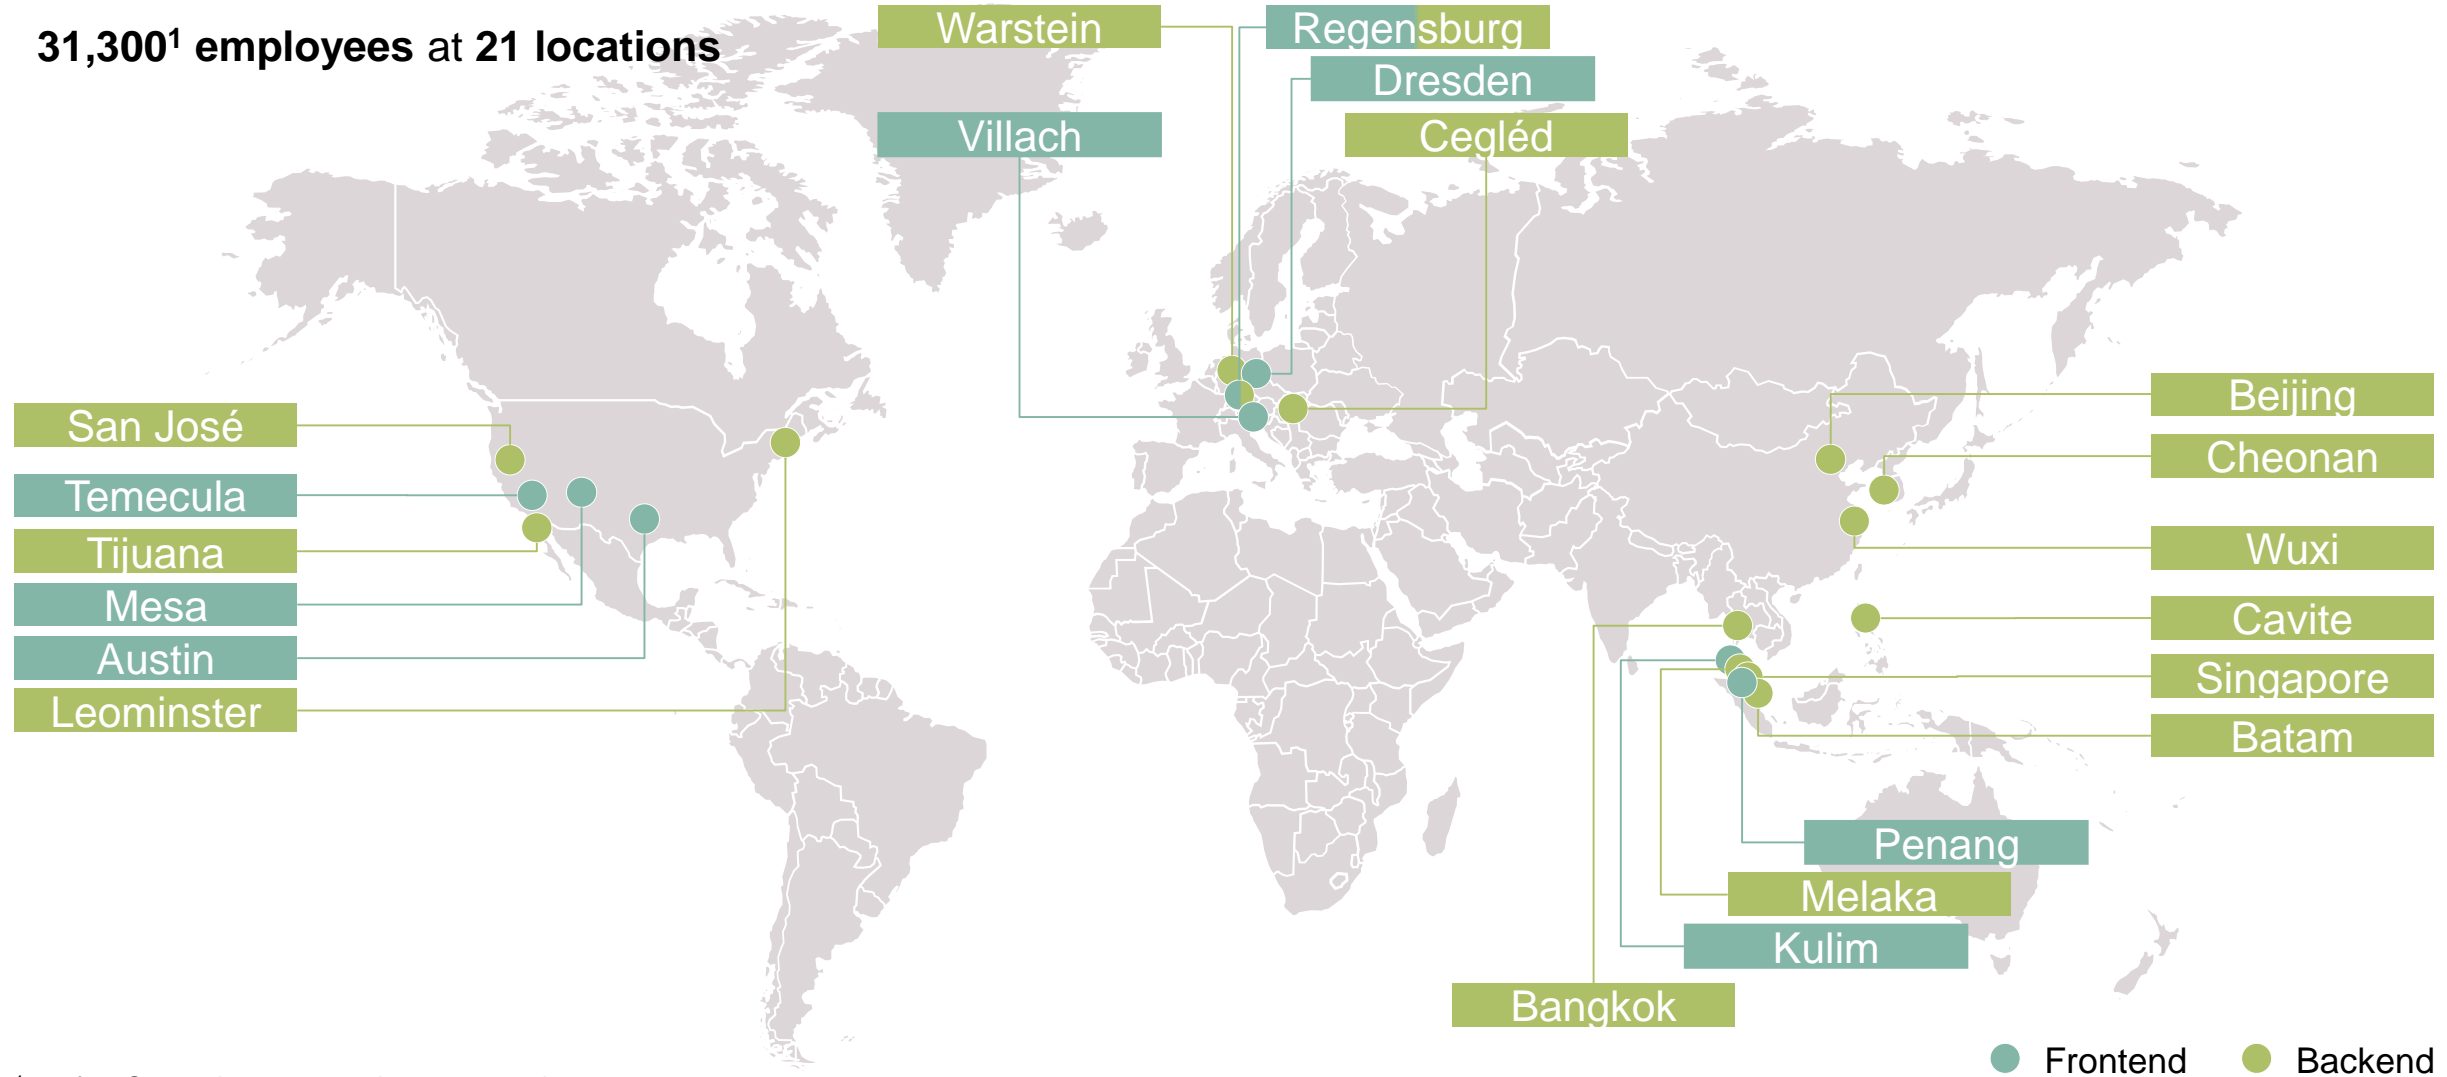 31,300¹ employees at 21 locations
Warstein
Regensburg
Dresden
Villach
Cegléd
San José
Temecula
Tijuana
Mesa
Austin
Leominster
Beijing
Cheonan
Wuxi
Cavite
Singapore
Batam
Penang
Melaka
Kulim
Bangkok
Frontend
Backend